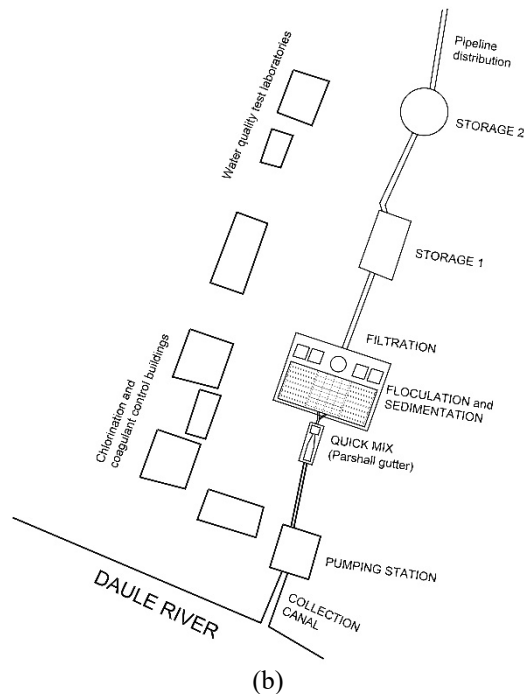 Pipeline
distribution
Water quality test laboratories
STORAGE 2
STORAGE 1
FILTRATION
FLOCULATION and
SEDIMENTATION
Chlorination and
coagulant control buildings
QUICK MIX
(Parshall gutter)
PUMPING STATION
COLLECTION
CANAL
DAULE RIVER
(b)